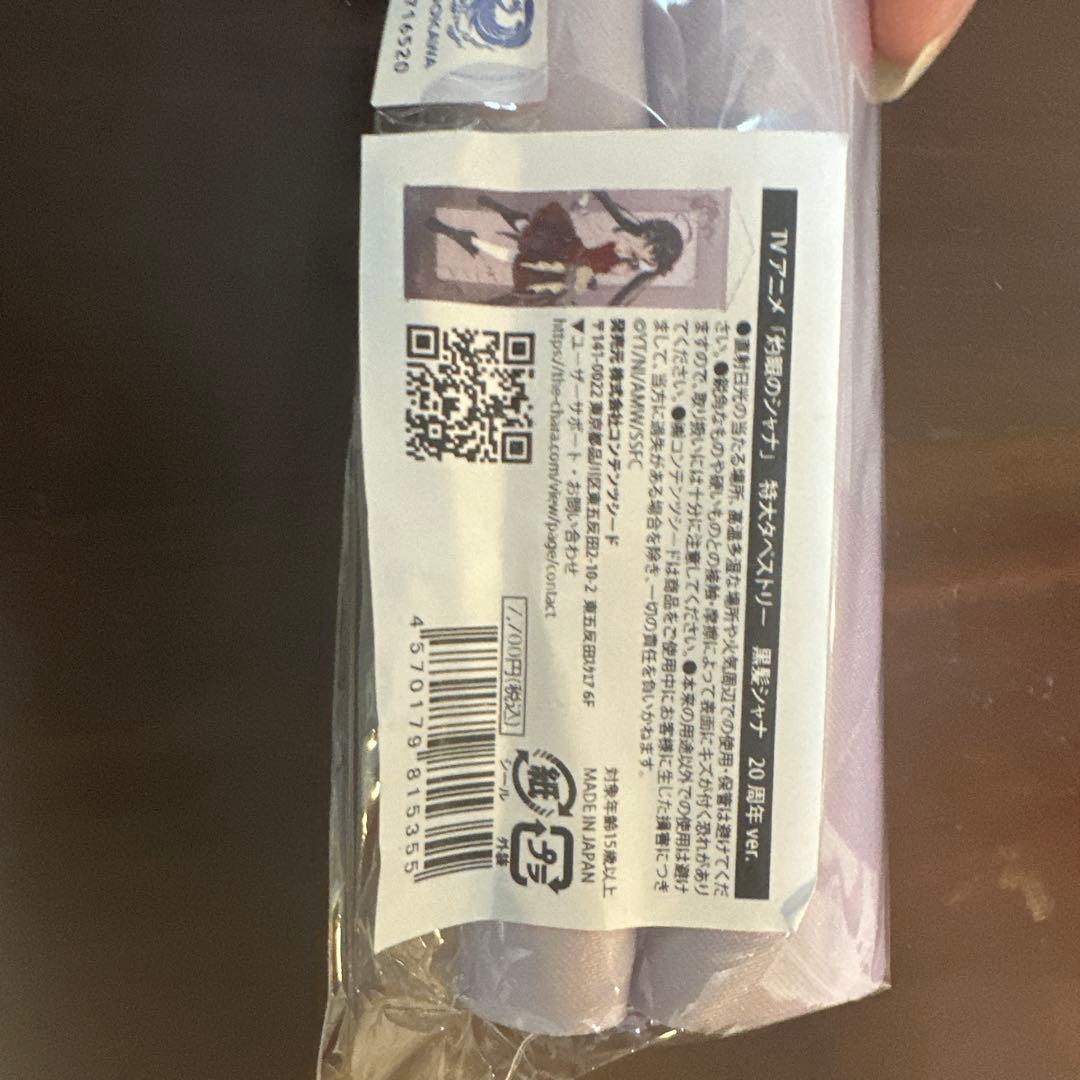 716520
TVアニメ「灼眼のシャナ」 特大タペストリー 黒髪シャナ 20周年ver.
●直射日光の当たる場所、高温多湿な場所や火気周辺での使用・保管は避けてくだ
さい。●鋭角なものや硬いものとの接触・摩擦によって表面にキズが付く恐れがあり
ますので、取り扱いには十分に注意してください。●本来の用途以外での使用は避け
てください。●㈱コンテンツシードは商品をご使用中にお客様に生じた損害につき
まして、当方に過失がある場合を除き、一切の責任を負いかねます。
©YT/NI/AMW/SSFC
発売元 株式会社コンテンツシード
〒141-0022 東京都品川区東五反田2-10-2 東五反田スクエア6F
▼ユーザーサポート・お問い合わせ
https://the-chara.com/view/page/contact
対象年齢15歳以上
MADE IN JAPAN
7,700円(税込)
紙
シール
プラ
外袋
4 570179 815355